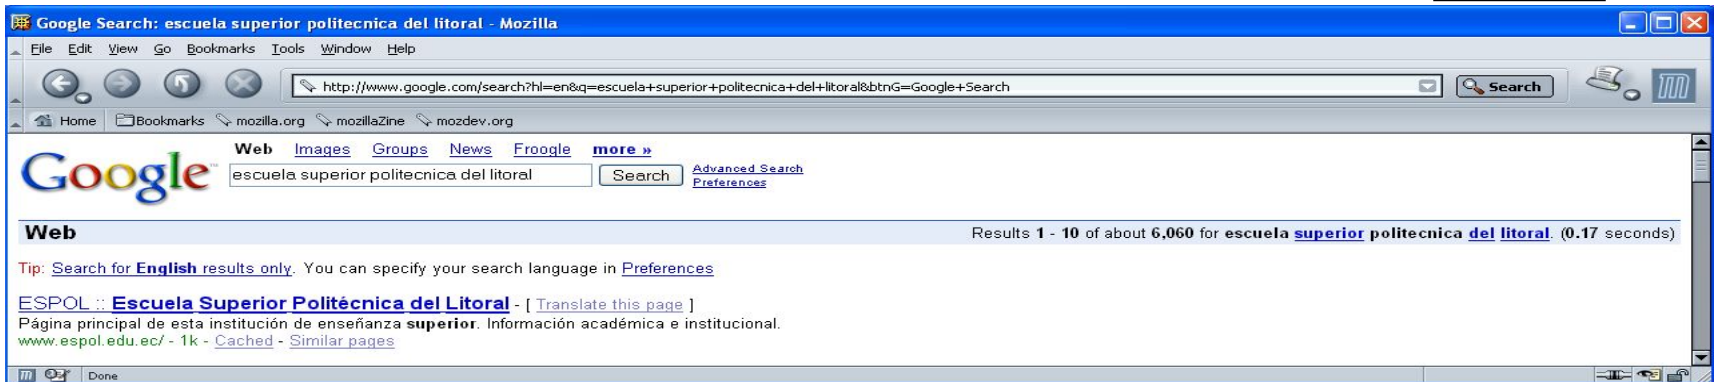 Google Search: escuela superior politecnica del litoral - Mozilla
File Edit View Go Bookmarks Tools Window Help
http://www.google.com/search?hl=en&q=escuela+superior+politecnica+del+litoral&btnG=Google+Search Search
Home Bookmarks mozilla.org mozillaZine mozdev.org
Google™ Web Images Groups News Froogle more »
escuela superior politecnica del litoral Search Advanced Search
Preferences
Web Results 1 - 10 of about 6,060 for escuela superior politecnica del litoral. (0.17 seconds)
Tip: Search for English results only. You can specify your search language in Preferences
ESPOL :: Escuela Superior Politécnica del Litoral - [ Translate this page ]
Página principal de esta institución de enseñanza superior. Información académica e institucional.
www.espol.edu.ec/ - 1k - Cached - Similar pages
Done